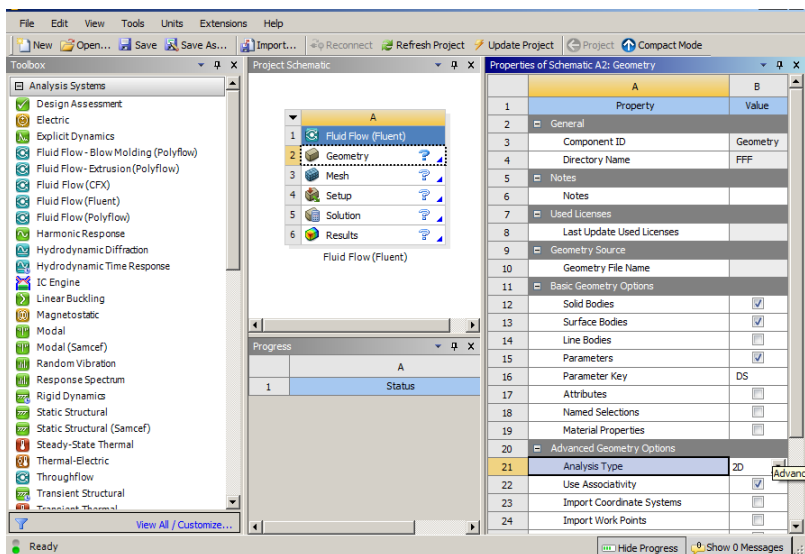 File Edit View Tools Units Extensions Help
New Open... Save Save As... Import... Reconnect Refresh Project Update Project Project Compact Mode
Toolbox
Analysis Systems
Design Assessment
Electric
Explicit Dynamics
Fluid Flow - Blow Molding (Polyflow)
Fluid Flow - Extrusion (Polyflow)
Fluid Flow (CFX)
Fluid Flow (Fluent)
Fluid Flow (Polyflow)
Harmonic Response
Hydrodynamic Diffraction
Hydrodynamic Time Response
IC Engine
Linear Buckling
Magnetostatic
Modal
Modal (Samcef)
Random Vibration
Response Spectrum
Rigid Dynamics
Static Structural
Static Structural (Samcef)
Steady-State Thermal
Thermal-Electric
Throughflow
Transient Structural
Transient Thermal
View All / Customize...
Project Schematic
A
1 Fluid Flow (Fluent)
2 Geometry ?
3 Mesh ?
4 Setup ?
5 Solution ?
6 Results ?
Fluid Flow (Fluent)
Progress
A
1 Status
Properties of Schematic A2: Geometry
A B
1 Property Value
2 General
3 Component ID Geometry
4 Directory Name FFF
5 Notes
6 Notes
7 Used Licenses
8 Last Update Used Licenses
9 Geometry Source
10 Geometry File Name
11 Basic Geometry Options
12 Solid Bodies
13 Surface Bodies
14 Line Bodies
15 Parameters
16 Parameter Key DS
17 Attributes
18 Named Selections
19 Material Properties
20 Advanced Geometry Options
21 Analysis Type 2D Advanc
22 Use Associativity
23 Import Coordinate Systems
24 Import Work Points
Ready Hide Progress Show 0 Messages